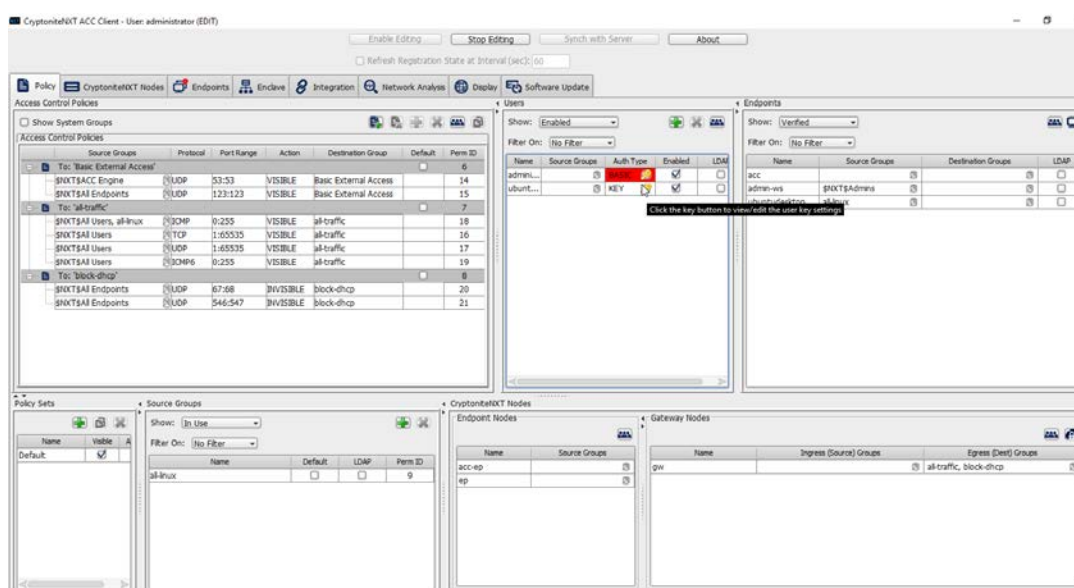 CryptoniteNXT ACC Client - User: administrator (EDIT)
Enable Editing Stop Editing Synch with Server About
Refresh Registration State at Interval (sec): 60
Policy CryptoniteNXT Nodes Endpoints Enclave Integration Network Analysis Display Software Update
Access Control Policies
Show System Groups
Access Control Policies
Source Groups Protocol Port Range Action Destination Group Default Perm ID
To: 'Basic External Access' 6
$NXT$ACC Engine UDP 53:53 VISIBLE Basic External Access 14
$NXT$All Endpoints UDP 123:123 VISIBLE Basic External Access 15
To: 'all-traffic' 7
$NXT$All Users, all-linux ICMP 0:255 VISIBLE all-traffic 18
$NXT$All Users TCP 1:65535 VISIBLE all-traffic 16
$NXT$All Users UDP 1:65535 VISIBLE all-traffic 17
$NXT$All Users ICMP6 0:255 VISIBLE all-traffic 19
To: 'block-dhcp' 8
$NXT$All Endpoints UDP 67:68 INVISIBLE block-dhcp 20
$NXT$All Endpoints UDP 546:547 INVISIBLE block-dhcp 21
Users
Show: Enabled
Filter On: No Filter
Name Source Groups Auth Type Enabled LDAP
admini... BASIC
ubunt... KEY
Click the key button to view/edit the user key settings
Endpoints
Show: Verified
Filter On: No Filter
Name Source Groups Destination Groups LDAP
acc
admin-ws $NXT$Admins
ubuntudesktop all-linux
Policy Sets
Name Visible A
Default
Source Groups
Show: In Use
Filter On: No Filter
Name Default LDAP Perm ID
all-linux 9
CryptoniteNXT Nodes
Endpoint Nodes
Name Source Groups
acc-ep
ep
Gateway Nodes
Name Ingress (Source) Groups Egress (Dest) Groups
gw all-traffic, block-dhcp